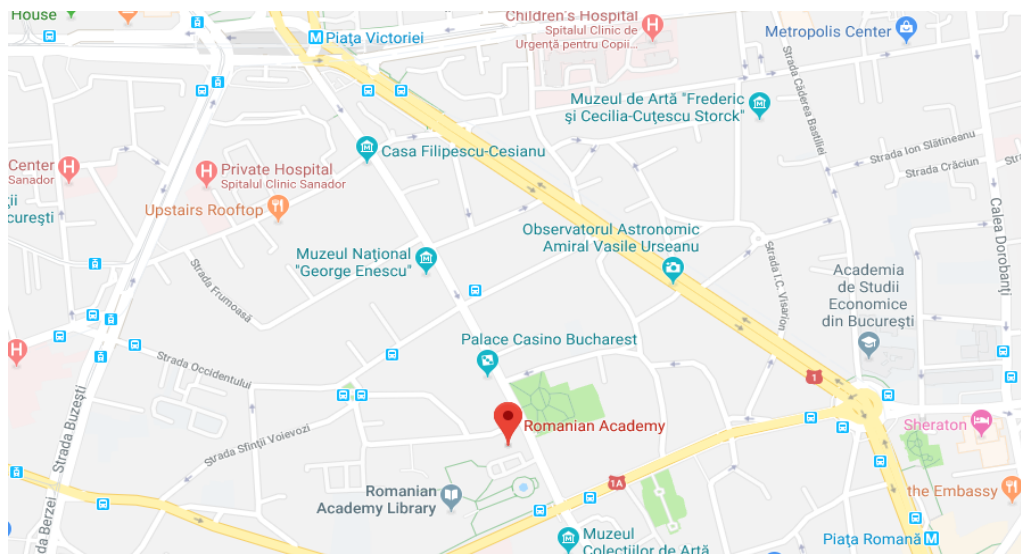 House
Piața Victoriei
Children's Hospital
Spitalul Clinic de
Urgență pentru Copii...
Metropolis Center
Strada Căderea Bastiliei
Muzeul de Artă "Frederic
și Cecilia-Cuțescu Storck"
Casa Filipescu-Cesianu
Strada Ion Slătineanu
Strada Crăciun
Center
Sanador
Private Hospital
Spitalul Clinic Sanador
Upstairs Rooftop
gii
curești
Calea Dorobanți
Observatorul Astronomic
Amiral Vasile Urseanu
Muzeul Național
"George Enescu"
Strada Frumoasă
Strada I.C. Visarion
Academia
de Studii
Economice
din București
Palace Casino Bucharest
Strada Occidentului
1
Strada Buzești
Romanian Academy
Sheraton
Strada Sfinții Voievozi
1A
Romanian
Academy Library
the Embassy
da Berzei
Muzeul
Colecțiilor de Artă
Piața Romană